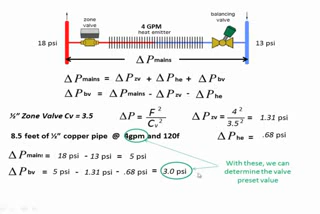 zone
valve
4 GPM
heat emitter
balancing
valve
18 psi
13 psi
ΔPmains
ΔPmains = ΔPzv + ΔPhe + ΔPbv
ΔPbv = ΔPmains - ΔPzv - ΔPhe
½" Zone Valve Cv = 3.5 ΔP = F² / Cv² ΔPzv = 4² / 3.5² = 1.31 psi
8.5 feet of ½" copper pipe @ 4gpm and 120f ΔPhe = .68 psi
ΔPmains = 18 psi - 13 psi = 5 psi
ΔPbv = 5 psi - 1.31 psi - .68 psi = 3.0 psi
With these, we can
determine the valve
preset value